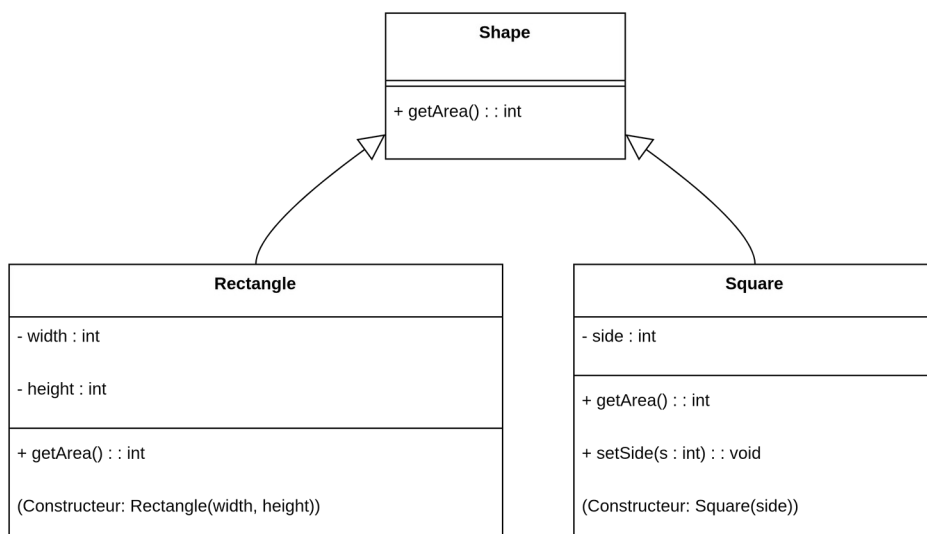 Shape
+ getArea() : : int
Rectangle
- width : int
- height : int
+ getArea() : : int
(Constructeur: Rectangle(width, height))
Square
- side : int
+ getArea() : : int
+ setSide(s : int) : : void
(Constructeur: Square(side))